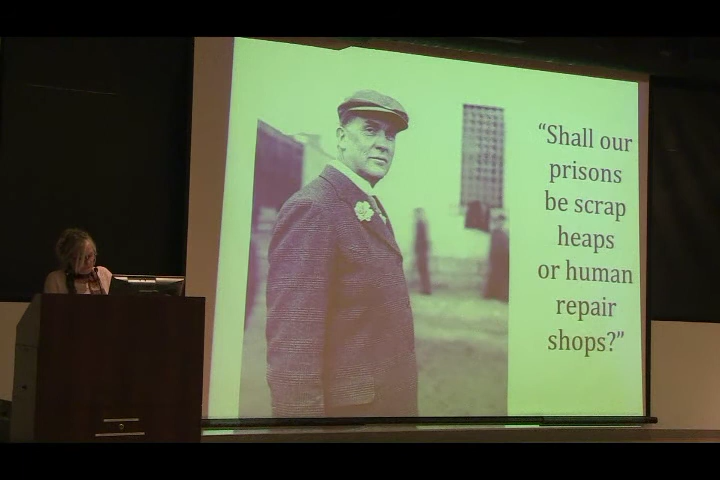 “Shall our
prisons
be scrap
heaps
or human
repair
shops?”